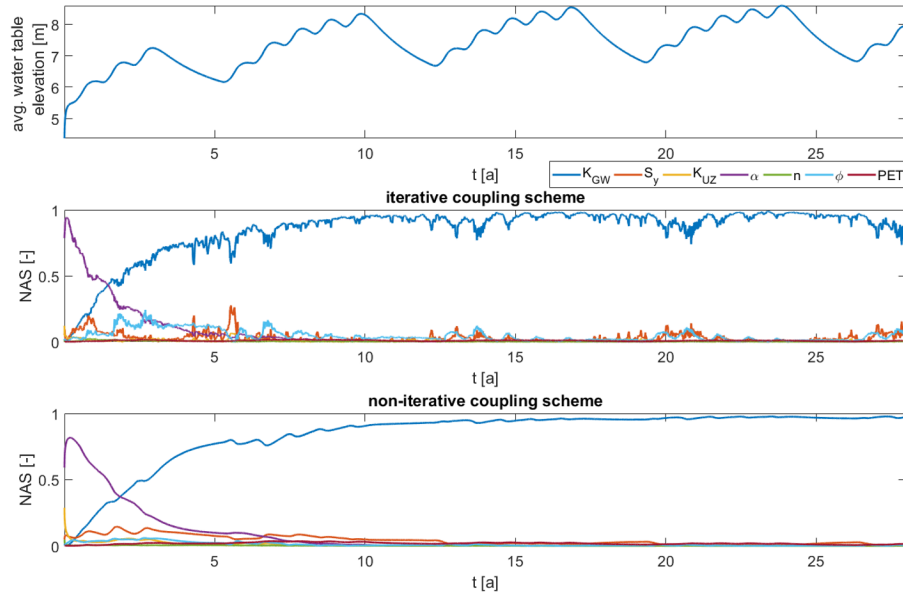 avg. water table
elevation [m]
8
7
6
5
5 10 15 20 25
t [a]
K_GW S_y K_UZ α n ϕ PET
iterative coupling scheme
NAS [-]
1
0.5
0
5 10 15 20 25
t [a]
non-iterative coupling scheme
NAS [-]
1
0.5
0
5 10 15 20 25
t [a]